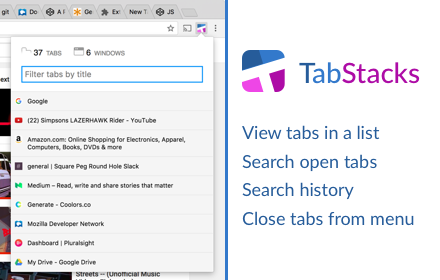 git
Do
Ap
Ge
Ex
New Ta
JS
37 TABS
6 WINDOWS
Filter tabs by title
Google
(22) Simpsons LAZERHAWK Rider - YouTube
Amazon.com: Online Shopping for Electronics, Apparel,
Computers, Books, DVDs & more
general | Square Peg Round Hole Slack
Medium – Read, write and share stories that matter
Generate - Coolors.co
Mozilla Developer Network
Dashboard | Pluralsight
My Drive - Google Drive
Streets -- (Unofficial Music
TabStacks
View tabs in a list
Search open tabs
Search history
Close tabs from menu